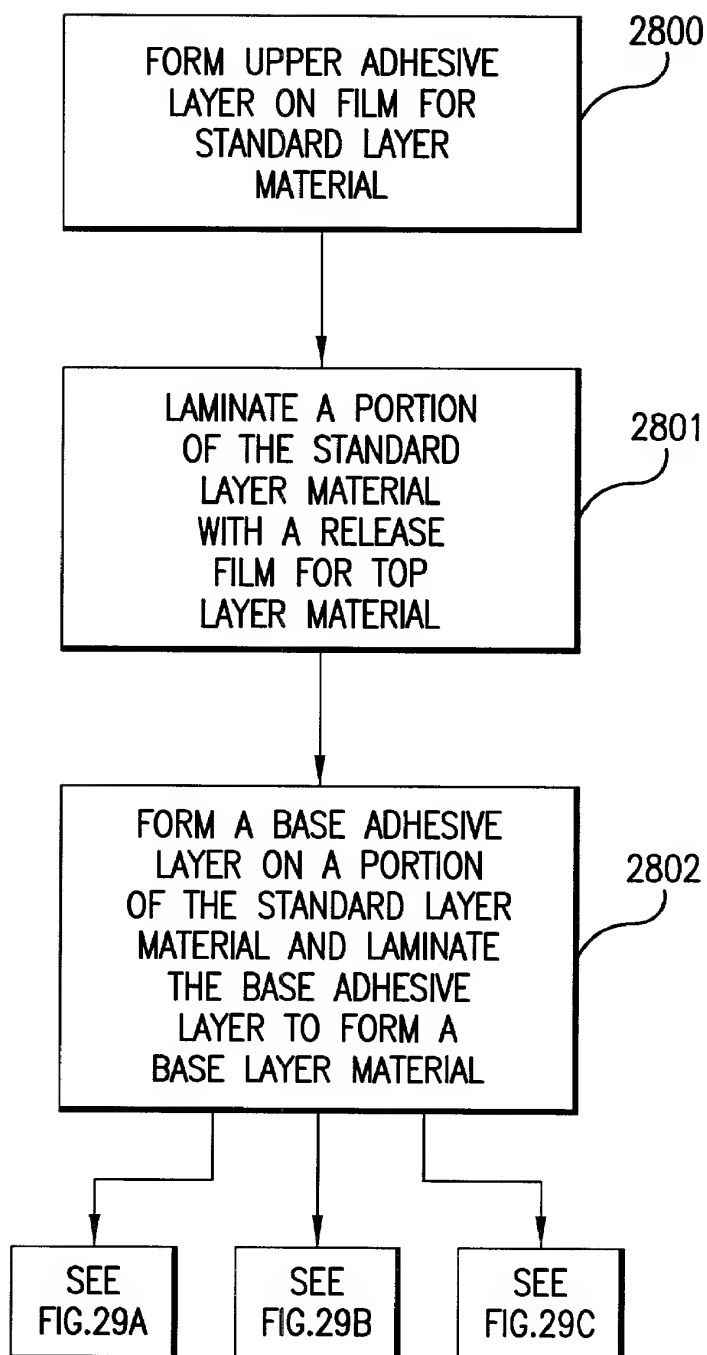 2800
FORM UPPER ADHESIVE
LAYER ON FILM FOR
STANDARD LAYER
MATERIAL
2801
LAMINATE A PORTION
OF THE STANDARD
LAYER MATERIAL
WITH A RELEASE
FILM FOR TOP
LAYER MATERIAL
2802
FORM A BASE ADHESIVE
LAYER ON A PORTION
OF THE STANDARD LAYER
MATERIAL AND LAMINATE
THE BASE ADHESIVE
LAYER TO FORM A
BASE LAYER MATERIAL
SEE
FIG.29A
SEE
FIG.29B
SEE
FIG.29C